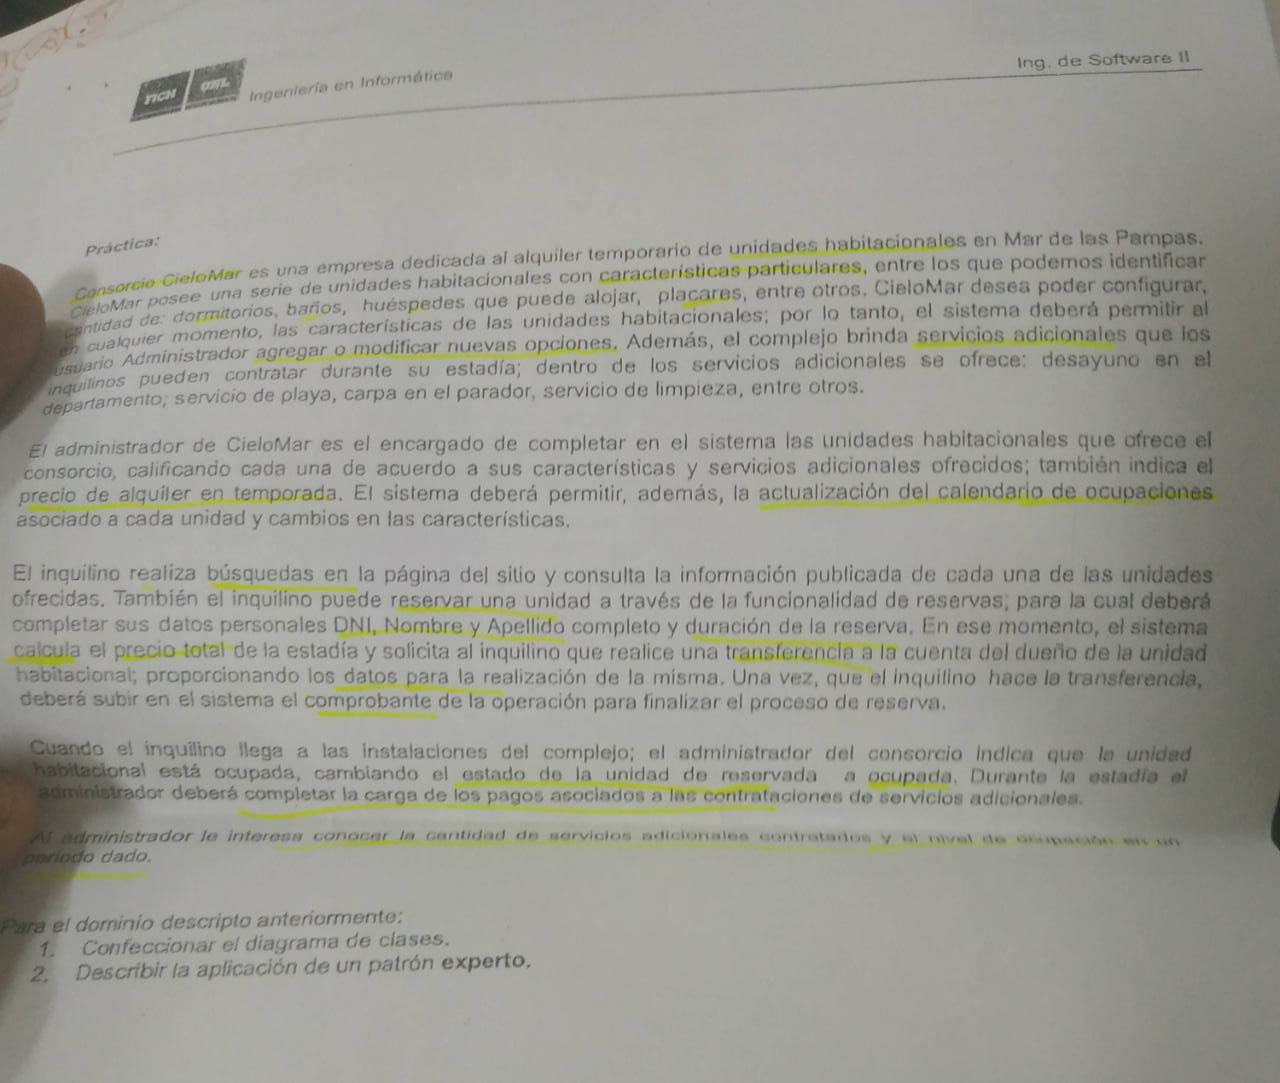 FICH UNL Ingeniería en Informática
Ing. de Software II
Práctica:
Consorcio CieloMar es una empresa dedicada al alquiler temporario de unidades habitacionales en Mar de las Pampas.
CieloMar posee una serie de unidades habitacionales con características particulares, entre los que podemos identificar
cantidad de: dormitorios, baños, huéspedes que puede alojar, placares, entre otros. CieloMar desea poder configurar,
en cualquier momento, las características de las unidades habitacionales; por lo tanto, el sistema deberá permitir al
usuario Administrador agregar o modificar nuevas opciones. Además, el complejo brinda servicios adicionales que los
inquilinos pueden contratar durante su estadía; dentro de los servicios adicionales se ofrece: desayuno en el
departamento; servicio de playa, carpa en el parador, servicio de limpieza, entre otros.
El administrador de CieloMar es el encargado de completar en el sistema las unidades habitacionales que ofrece el
consorcio, calificando cada una de acuerdo a sus características y servicios adicionales ofrecidos; también indica el
precio de alquiler en temporada. El sistema deberá permitir, además, la actualización del calendario de ocupaciones
asociado a cada unidad y cambios en las características.
El inquilino realiza búsquedas en la página del sitio y consulta la información publicada de cada una de las unidades
ofrecidas. También el inquilino puede reservar una unidad a través de la funcionalidad de reservas; para la cual deberá
completar sus datos personales DNI, Nombre y Apellido completo y duración de la reserva. En ese momento, el sistema
calcula el precio total de la estadía y solicita al inquilino que realice una transferencia a la cuenta del dueño de la unidad
habitacional; proporcionando los datos para la realización de la misma. Una vez, que el inquilino hace la transferencia,
deberá subir en el sistema el comprobante de la operación para finalizar el proceso de reserva.
Cuando el inquilino llega a las instalaciones del complejo; el administrador del consorcio indica que la unidad
habitacional está ocupada, cambiando el estado de la unidad de reservada a ocupada. Durante la estadía el
administrador deberá completar la carga de los pagos asociados a las contrataciones de servicios adicionales.
Al administrador le interesa conocer la cantidad de servicios adicionales contratados y el nivel de ocupación en un
período dado.
Para el dominio descripto anteriormente:
1. Confeccionar el diagrama de clases.
2. Describir la aplicación de un patrón experto.